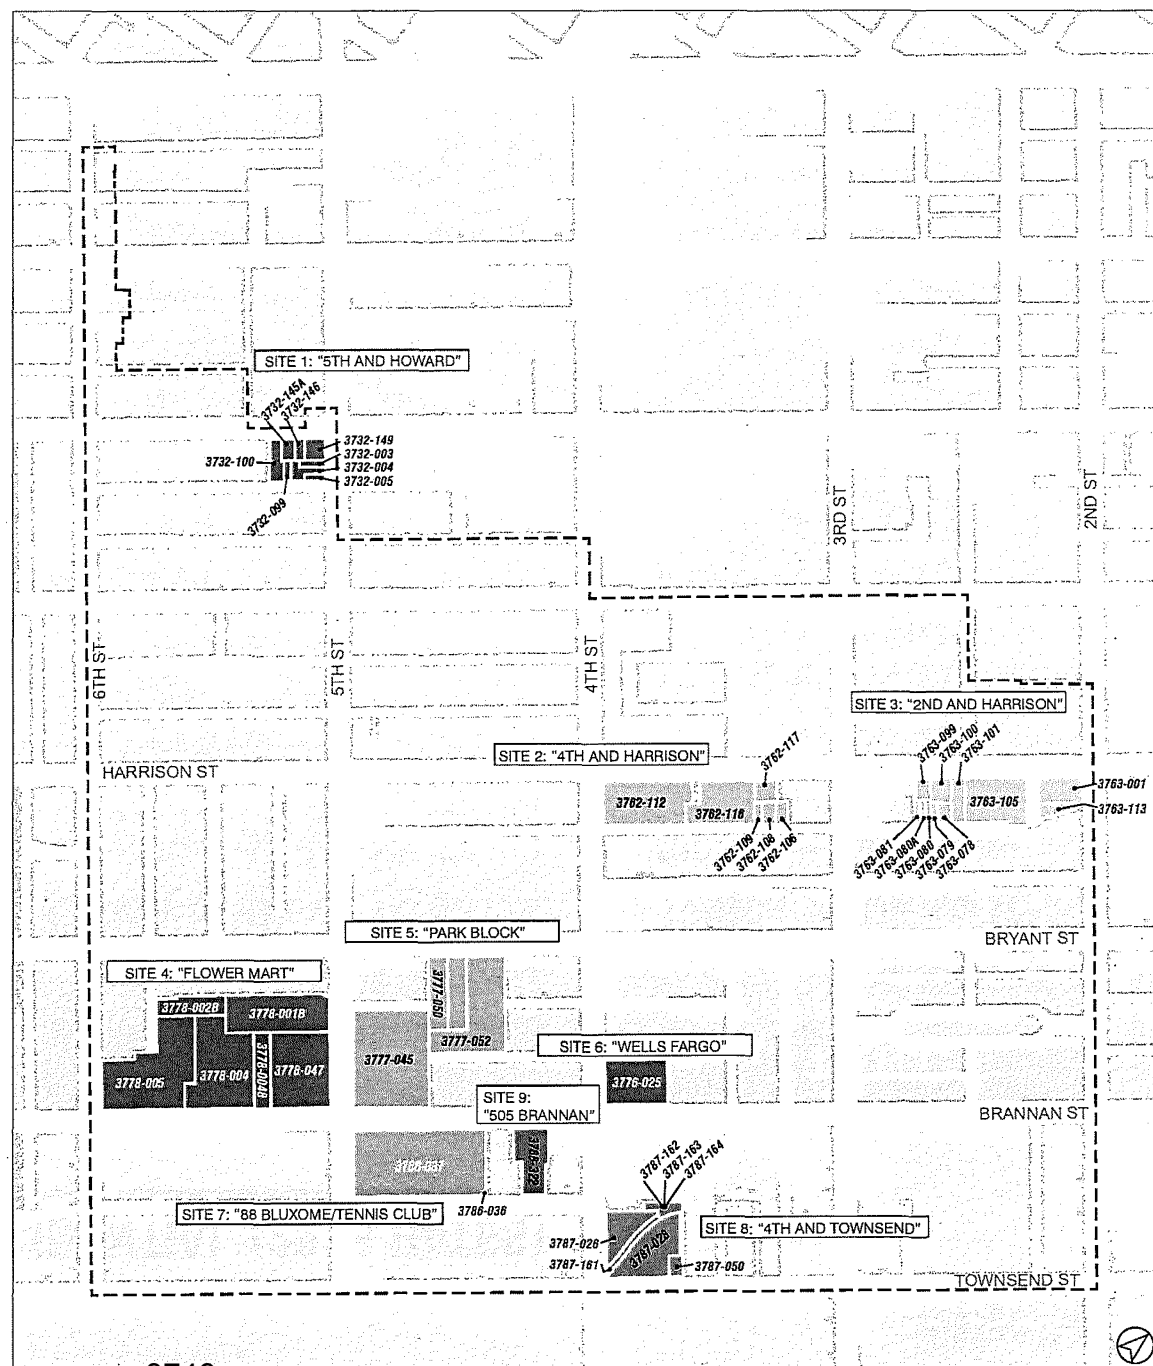 SITE 1: "5TH AND HOWARD"
3732-145A
3732-146
3732-149
3732-003
3732-100
3732-004
3732-005
3732-099
3RD ST
2ND ST
6TH ST
5TH ST
4TH ST
SITE 3: "2ND AND HARRISON"
SITE 2: "4TH AND HARRISON"
3762-117
3763-099
3763-100
3763-101
HARRISON ST
3763-001
3762-112
3762-116
3763-105
3763-113
3762-109
3762-108
3762-106
3763-081
3763-080A
3763-080
3763-079
3763-078
SITE 5: "PARK BLOCK"
BRYANT ST
SITE 4: "FLOWER MART"
3777-050
3778-002B
3778-001B
3777-052
SITE 6: "WELLS FARGO"
3777-045
3778-005
3778-004
3778-004B
3778-047
3776-025
SITE 9:
"505 BRANNAN"
BRANNAN ST
3787-162
3787-163
3787-164
SITE 7: "88 BLUXOME/TENNIS CLUB"
3786-036
SITE 8: "4TH AND TOWNSEND"
3787-026
3787-028
3787-161
3787-050
TOWNSEND ST